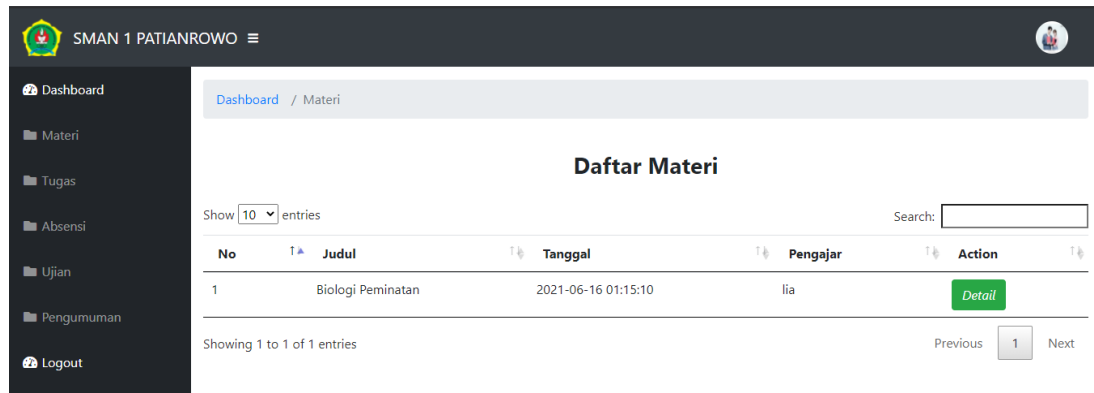 SMAN 1 PATIANROWO
Dashboard
Materi
Tugas
Absensi
Ujian
Pengumuman
Logout
Dashboard / Materi
Daftar Materi
Show 10 entries
Search:
No Judul Tanggal Pengajar Action
1 Biologi Peminatan 2021-06-16 01:15:10 lia Detail
Showing 1 to 1 of 1 entries
Previous 1 Next